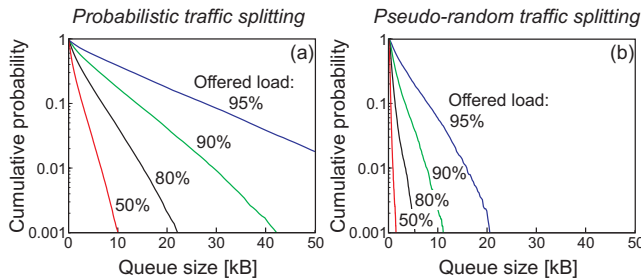 Probabilistic traffic splitting
(a)
Cumulative probability
1
0.1
0.01
0.001
Offered load:
95%
90%
80%
50%
0
10
20
30
40
50
Queue size [kB]
Pseudo-random traffic splitting
(b)
Cumulative probability
1
0.1
0.01
0.001
Offered load:
95%
90%
80%
50%
0
10
20
30
40
50
Queue size [kB]